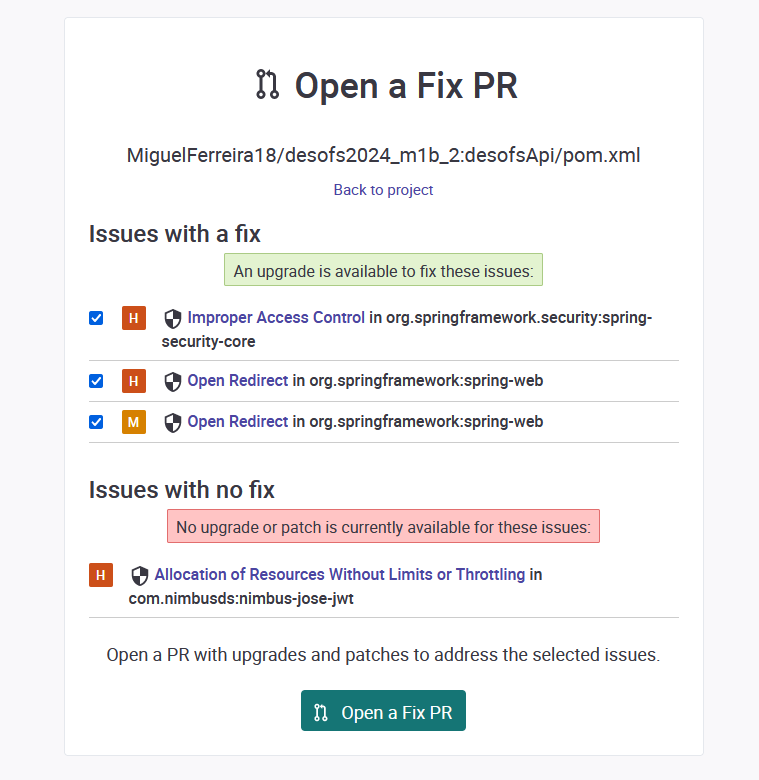 Open a Fix PR
MiguelFerreira18/desofs2024_m1b_2:desofsApi/pom.xml
Back to project
Issues with a fix
An upgrade is available to fix these issues:
H Improper Access Control in org.springframework.security:spring-
security-core
H Open Redirect in org.springframework:spring-web
M Open Redirect in org.springframework:spring-web
Issues with no fix
No upgrade or patch is currently available for these issues:
H Allocation of Resources Without Limits or Throttling in
com.nimbusds:nimbus-jose-jwt
Open a PR with upgrades and patches to address the selected issues.
Open a Fix PR